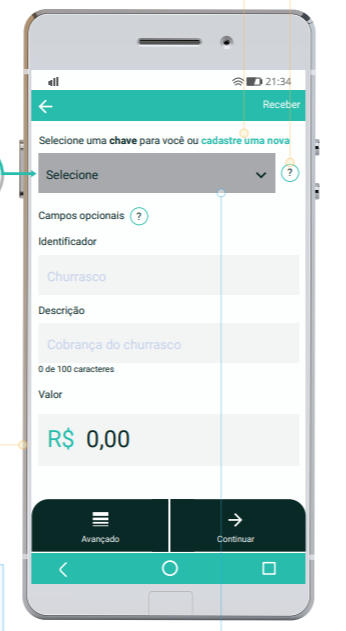 21:34
Receber
Selecione uma chave para você ou cadastre uma nova
Selecione
?
Campos opcionais ?
Identificador
Churrasco
Descrição
Cobrança do churrasco
0 de 100 caracteres
Valor
R$ 0,00
Avançado
Continuar